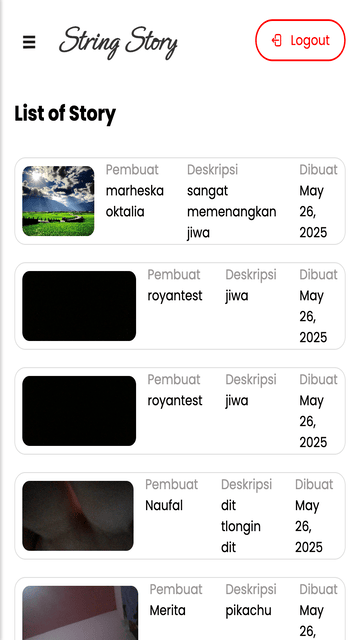 String Story
Logout
List of Story
Pembuat
marheska
oktalia
Deskripsi
sangat
memenangkan
jiwa
Dibuat
May
26,
2025
Pembuat
royantest
Deskripsi
jiwa
Dibuat
May
26,
2025
Pembuat
royantest
Deskripsi
jiwa
Dibuat
May
26,
2025
Pembuat
Naufal
Deskripsi
dit
tlongin
dit
Dibuat
May
26,
2025
Pembuat
Merita
Deskripsi
pikachu
Dibuat
May
26,